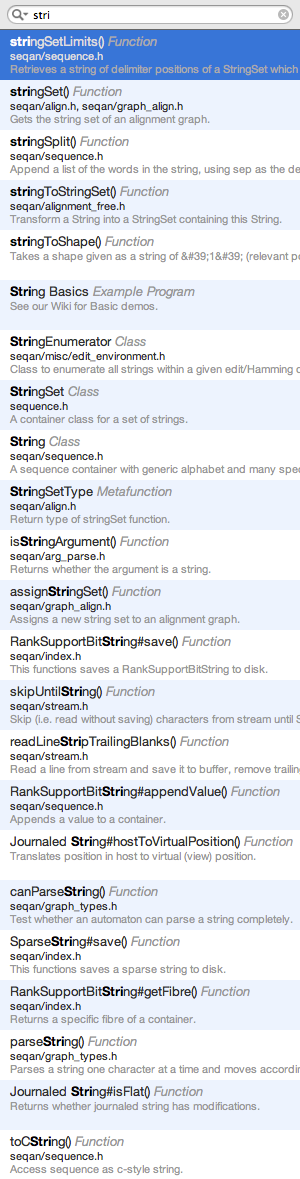 stri
stringSetLimits() Function
seqan/sequence.h
Retrieves a string of delimiter positions of a StringSet which
stringSet() Function
seqan/align.h, seqan/graph_align.h
Gets the string set of an alignment graph.
stringSplit() Function
seqan/sequence.h
Append a list of the words in the string, using sep as the de
stringToStringSet() Function
seqan/alignment_free.h
Transform a String into a StringSet containing this String.
stringToShape() Function
Takes a shape given as a string of &#39;1&#39; (relevant po
String Basics Example Program
See our Wiki for Basic demos.
StringEnumerator Class
seqan/misc/edit_environment.h
Class to enumerate all strings within a given edit/Hamming d
StringSet Class
sequence.h
A container class for a set of strings.
String Class
seqan/sequence.h
A sequence container with generic alphabet and many spec
StringSetType Metafunction
seqan/align.h
Return type of stringSet function.
isStringArgument() Function
seqan/arg_parse.h
Returns whether the argument is a string.
assignStringSet() Function
seqan/graph_align.h
Assigns a new string set to an alignment graph.
RankSupportBitString#save() Function
seqan/index.h
This functions saves a RankSupportBitString to disk.
skipUntilString() Function
seqan/stream.h
Skip (i.e. read without saving) characters from stream until S
readLineStripTrailingBlanks() Function
seqan/stream.h
Read a line from stream and save it to buffer, remove trailin
RankSupportBitString#appendValue() Function
seqan/sequence.h
Appends a value to a container.
Journaled String#hostToVirtualPosition() Function
Translates position in host to virtual (view) position.
canParseString() Function
seqan/graph_types.h
Test whether an automaton can parse a string completely.
SparseString#save() Function
seqan/index.h
This functions saves a sparse string to disk.
RankSupportBitString#getFibre() Function
seqan/index.h
Returns a specific fibre of a container.
parseString() Function
seqan/graph_types.h
Parses a string one character at a time and moves accordin
Journaled String#isFlat() Function
Returns whether journaled string has modifications.
toCString() Function
seqan/sequence.h
Access sequence as c-style string.